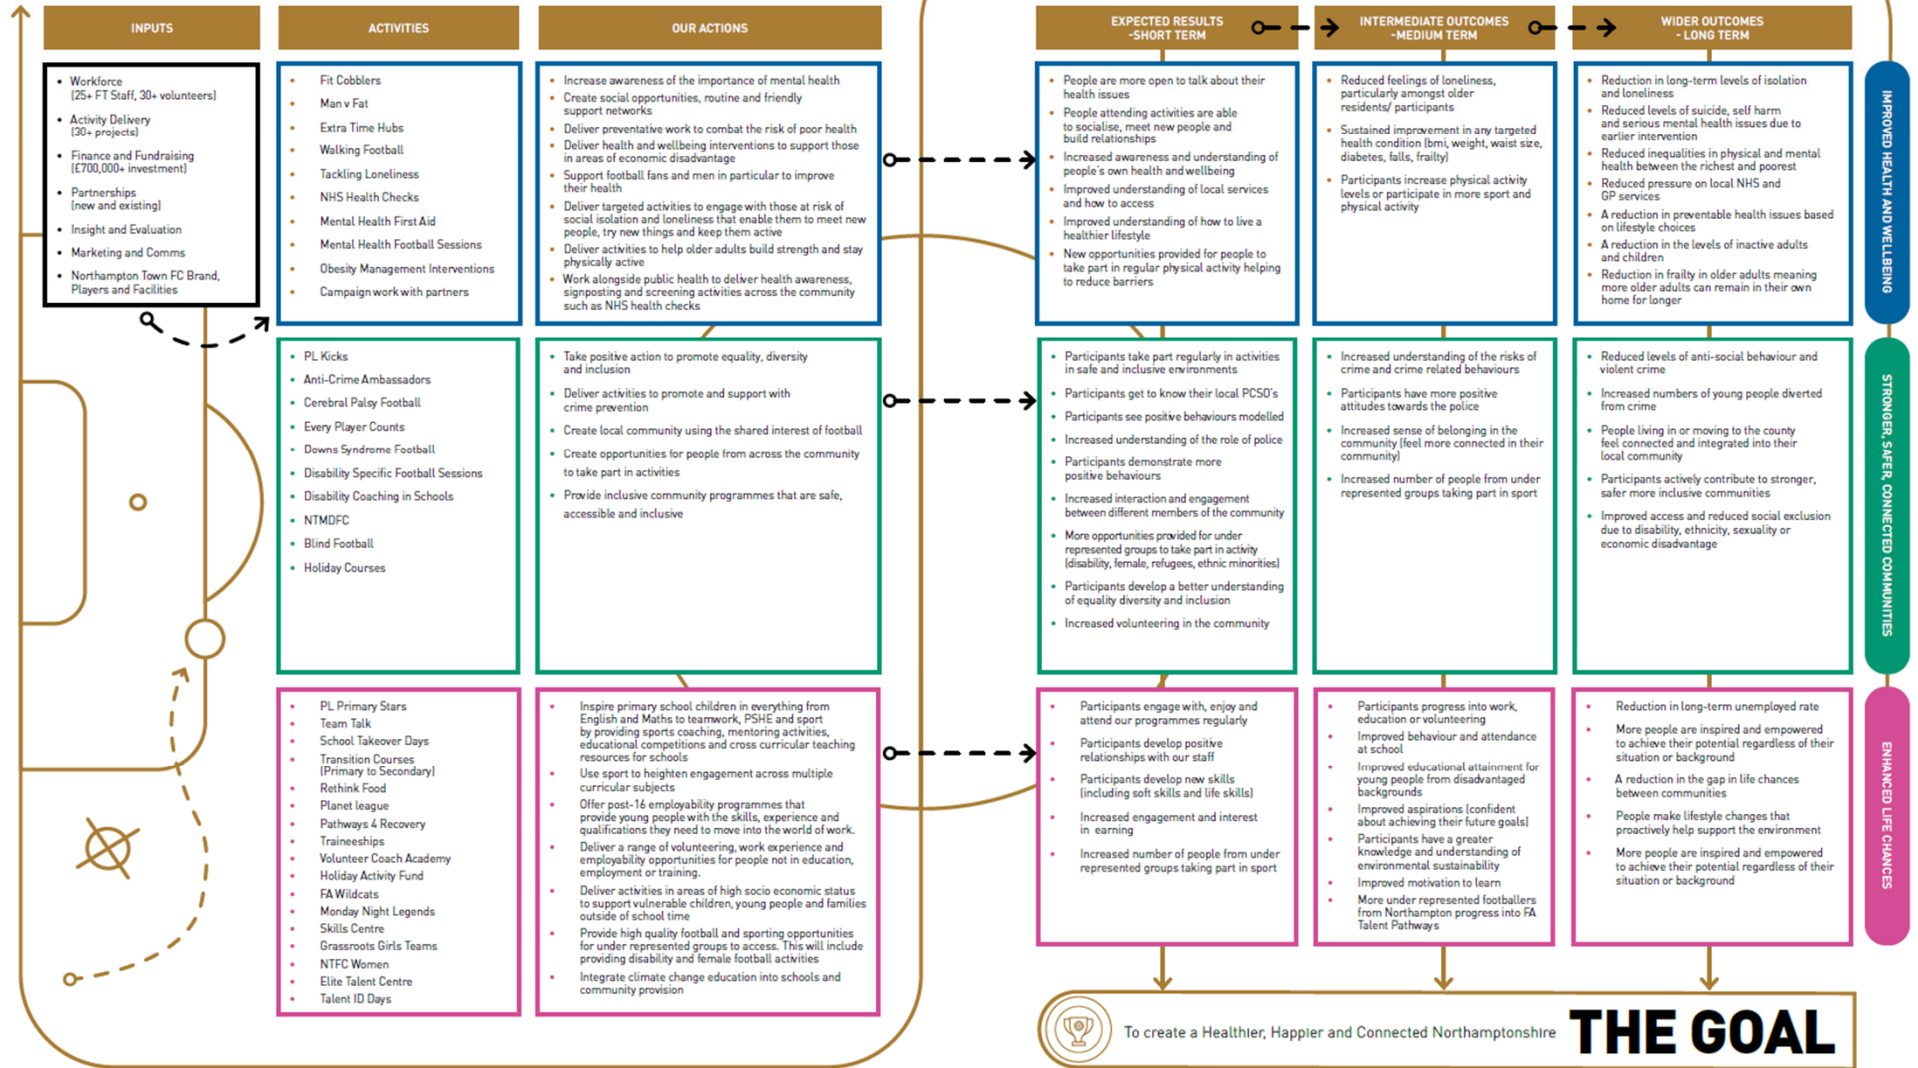 INPUTS
ACTIVITIES
OUR ACTIONS
EXPECTED RESULTS
-SHORT TERM
INTERMEDIATE OUTCOMES
-MEDIUM TERM
WIDER OUTCOMES
- LONG TERM
• Workforce
(25+ FT Staff, 30+ volunteers)
• Activity Delivery
(30+ projects)
• Finance and Fundraising
(£700,000+ investment)
• Partnerships
(new and existing)
• Insight and Evaluation
• Marketing and Comms
• Northampton Town FC Brand,
Players and Facilities
• Fit Cobblers
• Man v Fat
• Extra Time Hubs
• Walking Football
• Tackling Loneliness
• NHS Health Checks
• Mental Health First Aid
• Mental Health Football Sessions
• Obesity Management Interventions
• Campaign work with partners
• Increase awareness of the importance of mental health
• Create social opportunities, routine and friendly
support networks
• Deliver preventative work to combat the risk of poor health
• Deliver health and wellbeing interventions to support those
in areas of economic disadvantage
• Support football fans and men in particular to improve
their health
• Deliver targeted activities to engage with those at risk of
social isolation and loneliness that enable them to meet new
people, try new things and keep them active
• Deliver activities to help older adults build strength and stay
physically active
• Work alongside public health to deliver health awareness,
signposting and screening activities across the community
such as NHS health checks
• People are more open to talk about their
health issues
• People attending activities are able
to socialise, meet new people and
build relationships
• Increased awareness and understanding of
people's own health and wellbeing
• Improved understanding of local services
and how to access
• Improved understanding of how to live a
healthier lifestyle
• New opportunities provided for people to
take part in regular physical activity helping
to reduce barriers
• Reduced feelings of loneliness,
particularly amongst older
residents/ participants
• Sustained improvement in any targeted
health condition (bmi, weight, waist size,
diabetes, falls, frailty)
• Participants increase physical activity
levels or participate in more sport and
physical activity
• Reduction in long-term levels of isolation
and loneliness
• Reduced levels of suicide, self harm
and serious mental health issues due to
earlier intervention
• Reduced inequalities in physical and mental
health between the richest and poorest
• Reduced pressure on local NHS and
GP services
• A reduction in preventable health issues based
on lifestyle choices
• A reduction in the levels of inactive adults
and children
• Reduction in frailty in older adults meaning
more older adults can remain in their own
home for longer
IMPROVED HEALTH AND WELLBEING
• PL Kicks
• Anti-Crime Ambassadors
• Cerebral Palsy Football
• Every Player Counts
• Downs Syndrome Football
• Disability Specific Football Sessions
• Disability Coaching in Schools
• NTMDFC
• Blind Football
• Holiday Courses
• Take positive action to promote equality, diversity
and inclusion
• Deliver activities to promote and support with
crime prevention
• Create local community using the shared interest of football
• Create opportunities for people from across the community
to take part in activities
• Provide inclusive community programmes that are safe,
accessible and inclusive
• Participants take part regularly in activities
in safe and inclusive environments
• Participants get to know their local PCSO's
• Participants see positive behaviours modelled
• Increased understanding of the role of police
• Participants demonstrate more
positive behaviours
• Increased interaction and engagement
between different members of the community
• More opportunities provided for under
represented groups to take part in activity
(disability, female, refugees, ethnic minorities)
• Participants develop a better understanding
of equality diversity and inclusion
• Increased volunteering in the community
• Increased understanding of the risks of
crime and crime related behaviours
• Participants have more positive
attitudes towards the police
• Increased sense of belonging in the
community (feel more connected in their
community)
• Increased number of people from under
represented groups taking part in sport
• Reduced levels of anti-social behaviour and
violent crime
• Increased numbers of young people diverted
from crime
• People living in or moving to the county
feel connected and integrated into their
local community
• Participants actively contribute to stronger,
safer more inclusive communities
• Improved access and reduced social exclusion
due to disability, ethnicity, sexuality or
economic disadvantage
STRONGER, SAFER, CONNECTED COMMUNITIES
• PL Primary Stars
• Team Talk
• School Takeover Days
• Transition Courses
(Primary to Secondary)
• Rethink Food
• Planet league
• Pathways 4 Recovery
• Traineeships
• Volunteer Coach Academy
• Holiday Activity Fund
• FA Wildcats
• Monday Night Legends
• Skills Centre
• Grassroots Girls Teams
• NTFC Women
• Elite Talent Centre
• Talent ID Days
• Inspire primary school children in everything from
English and Maths to teamwork, PSHE and sport
by providing sports coaching, mentoring activities,
educational competitions and cross curricular teaching
resources for schools
• Use sport to heighten engagement across multiple
curricular subjects
• Offer post-16 employability programmes that
provide young people with the skills, experience and
qualifications they need to move into the world of work.
• Deliver a range of volunteering, work experience and
employability opportunities for people not in education,
employment or training.
• Deliver activities in areas of high socio economic status
to support vulnerable children, young people and families
outside of school time
• Provide high quality football and sporting opportunities
for under represented groups to access. This will include
providing disability and female football activities
• Integrate climate change education into schools and
community provision
• Participants engage with, enjoy and
attend our programmes regularly
• Participants develop positive
relationships with our staff
• Participants develop new skills
(including soft skills and life skills)
• Increased engagement and interest
in earning
• Increased number of people from under
represented groups taking part in sport
• Participants progress into work,
education or volunteering
• Improved behaviour and attendance
at school
• Improved educational attainment for
young people from disadvantaged
backgrounds
• Improved aspirations (confident
about achieving their future goals)
• Participants have a greater
knowledge and understanding of
environmental sustainability
• Improved motivation to learn
• More under represented footballers
from Northampton progress into FA
Talent Pathways
• Reduction in long-term unemployed rate
• More people are inspired and empowered
to achieve their potential regardless of their
situation or background
• A reduction in the gap in life chances
between communities
• People make lifestyle changes that
proactively help support the environment
• More people are inspired and empowered
to achieve their potential regardless of their
situation or background
ENHANCED LIFE CHANCES
To create a Healthier, Happier and Connected Northamptonshire
THE GOAL